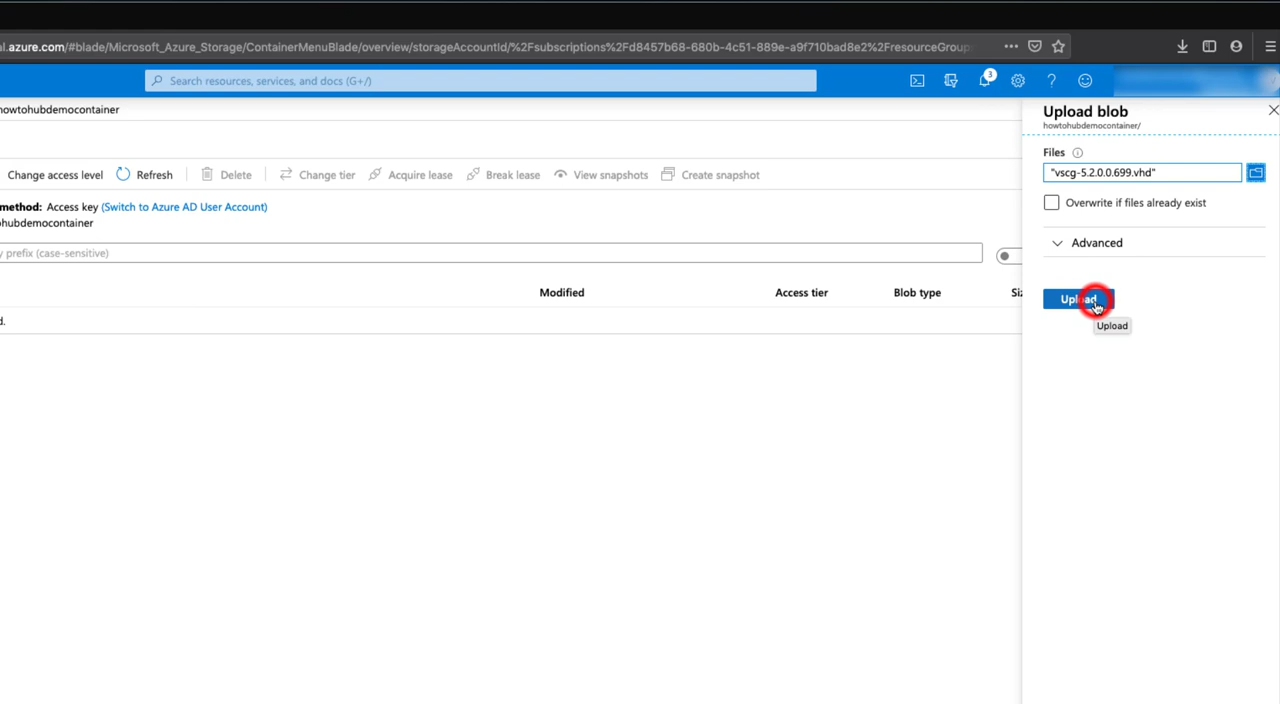 al.azure.com/#blade/Microsoft_Azure_Storage/ContainerMenuBlade/overview/storageAccountId/%2Fsubscriptions%2Fd8457b68-680b-4c51-889e-a9f710bad8e2%2FresourceGroup
Search resources, services, and docs (G+/)
3
howtohubdemocontainer
Upload blob
howtohubdemocontainer/
Files
Change access level Refresh Delete Change tier Acquire lease Break lease View snapshots Create snapshot
"vscg-5.2.0.0.699.vhd"
method: Access key (Switch to Azure AD User Account)
Overwrite if files already exist
ohubdemocontainer
Advanced
y prefix (case-sensitive)
Modified Access tier Blob type Siz
Upload
d.
Upload